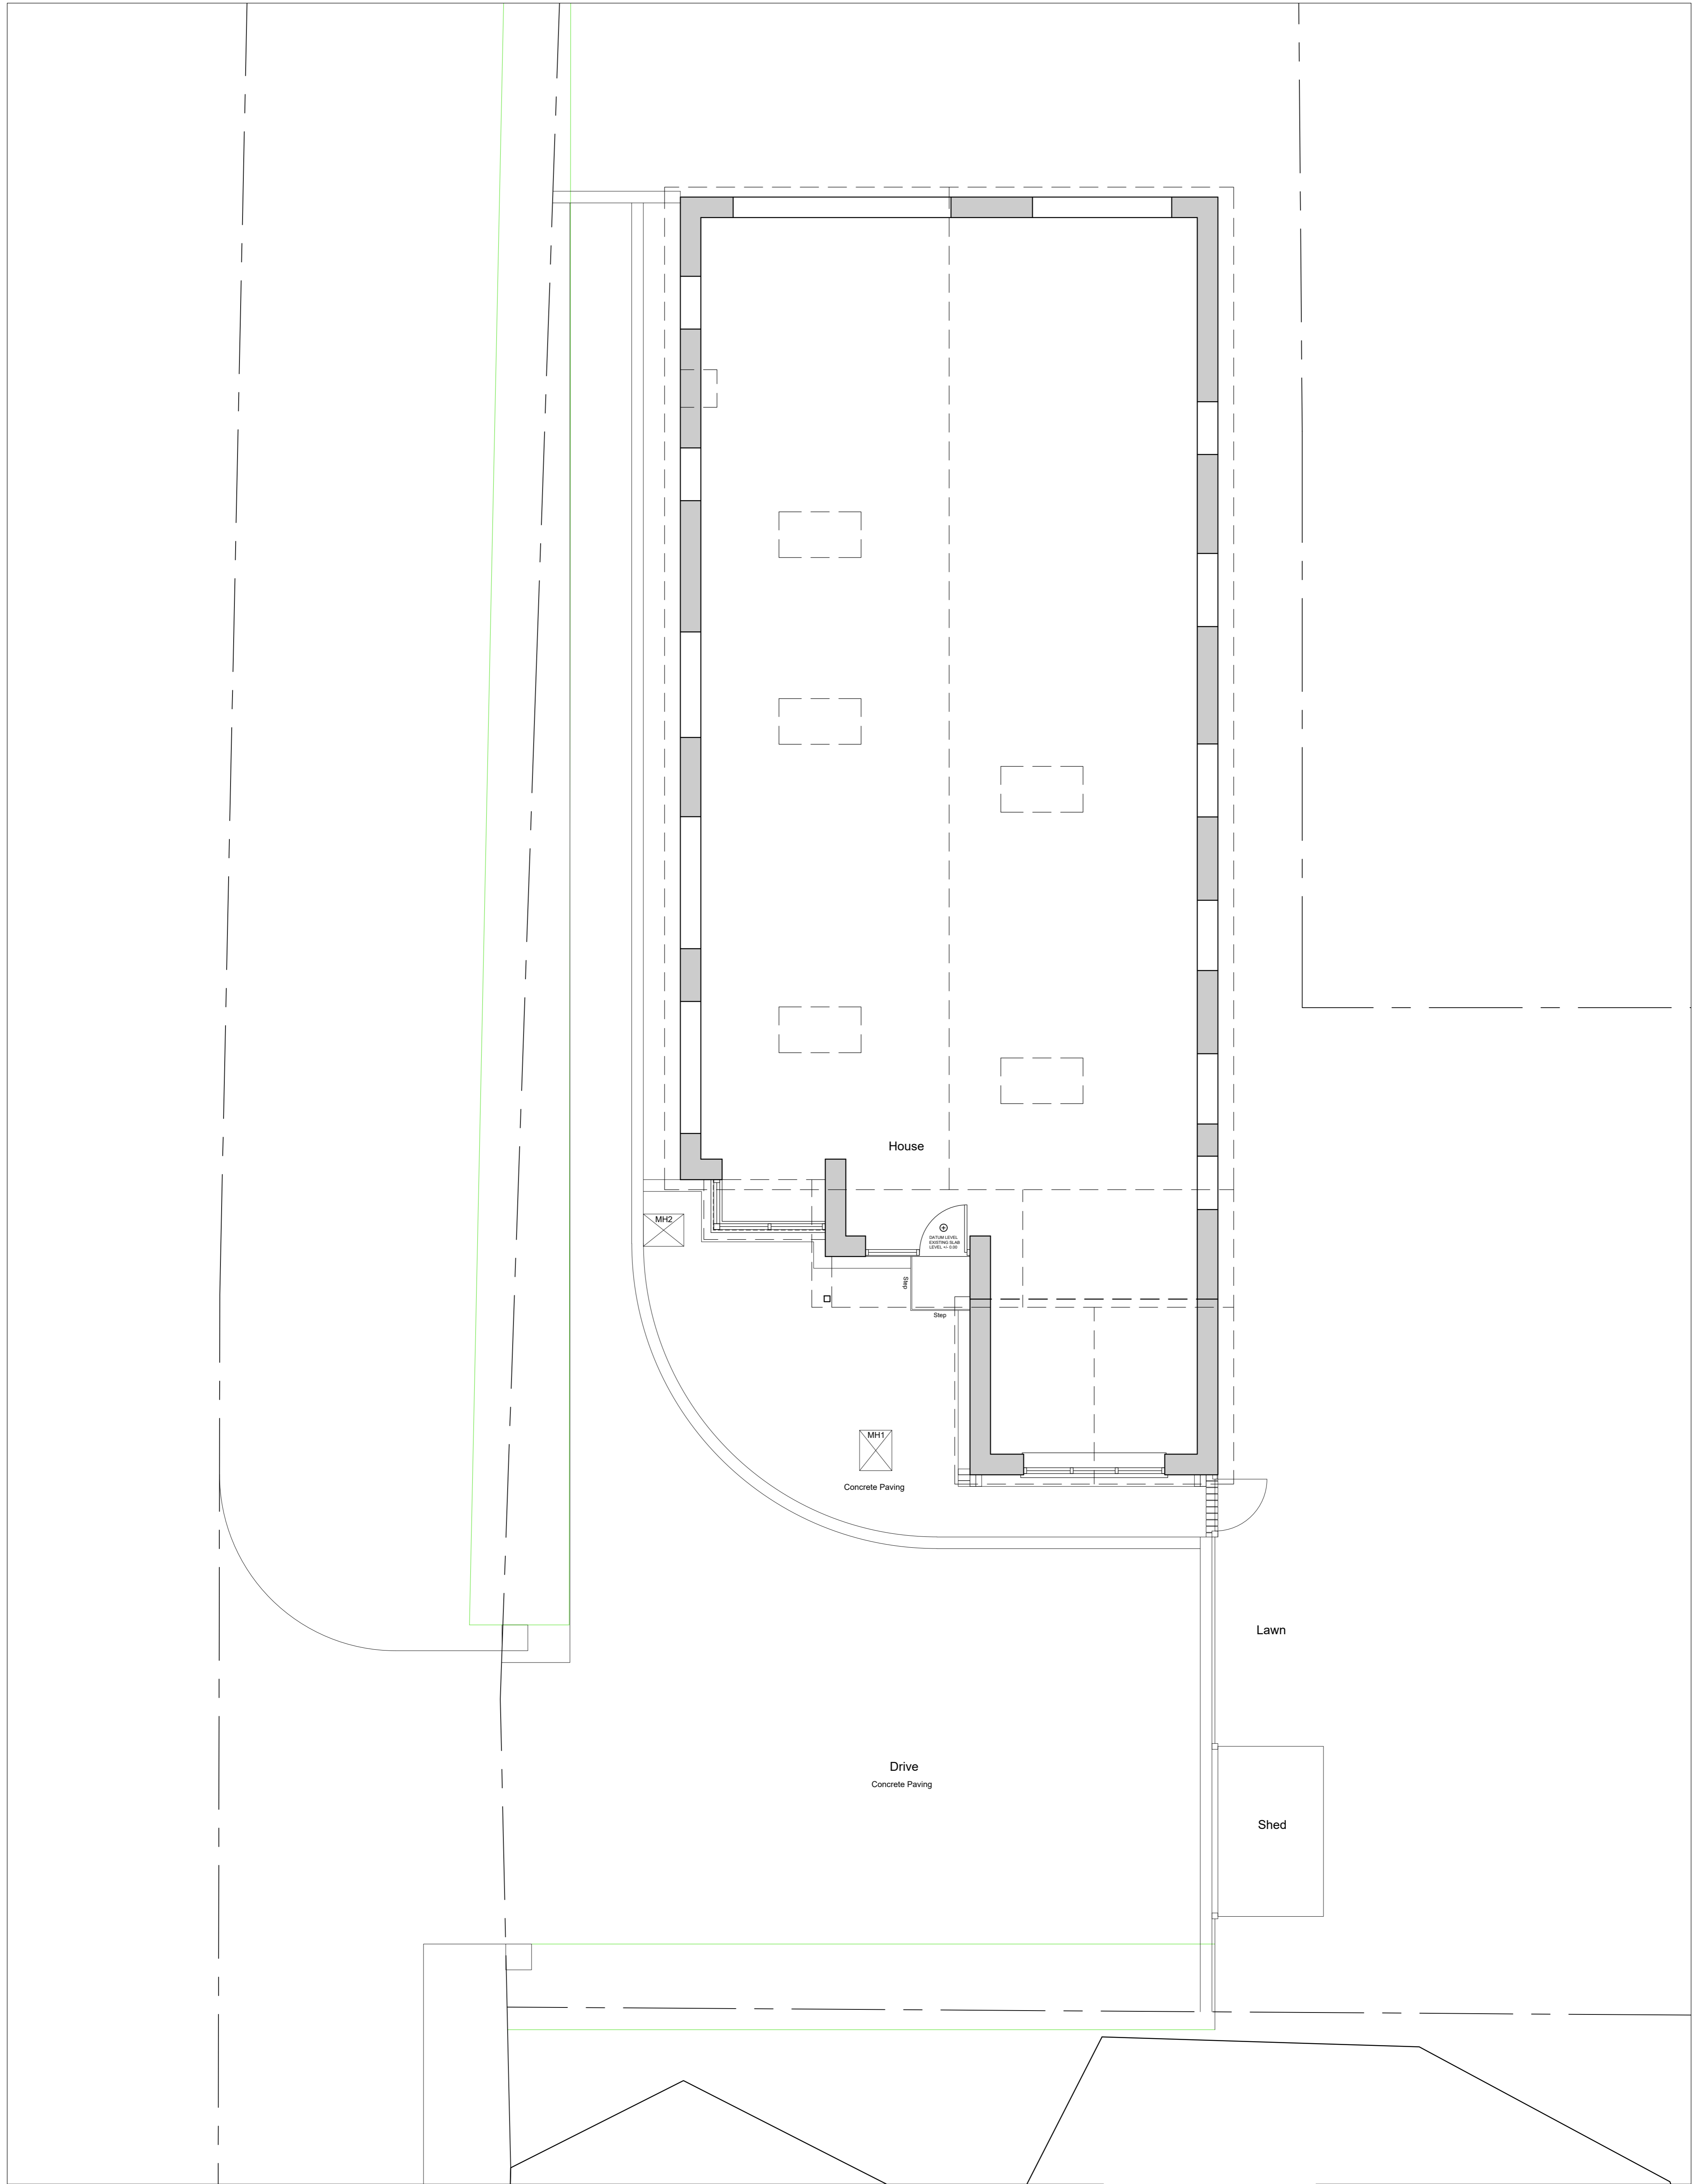 House
MH2
DATUM LEVEL
EXISTING SLAB
LEVEL +/- 0.00
Step
Step
MH1
Concrete Paving
Lawn
Drive
Concrete Paving
Shed